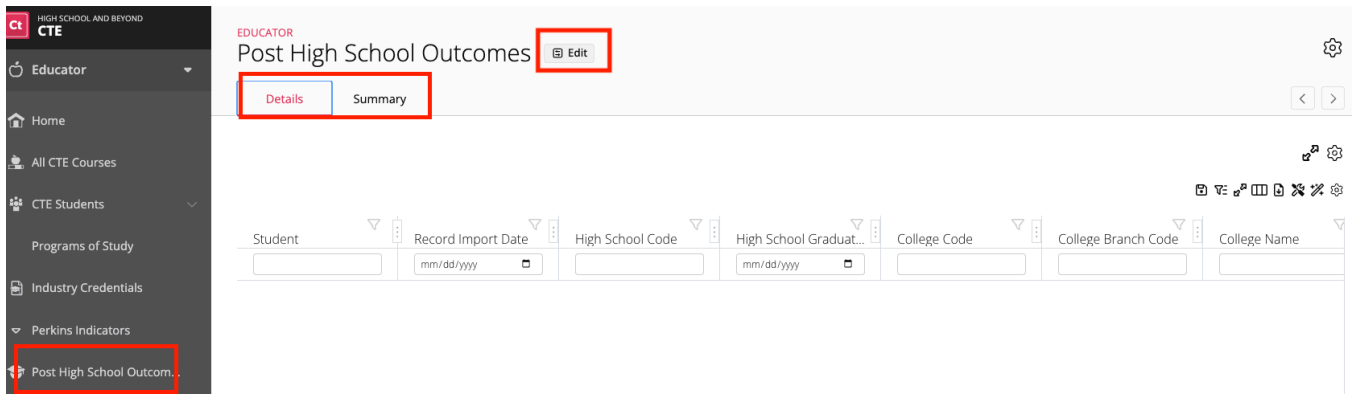 Ct
HIGH SCHOOL AND BEYOND
CTE
Educator
Home
All CTE Courses
CTE Students
Programs of Study
Industry Credentials
Perkins Indicators
Post High School Outcom...
EDUCATOR
Post High School Outcomes Edit
Details Summary
Student Record Import Date High School Code High School Graduat... College Code College Branch Code College Name
mm/dd/yyyy mm/dd/yyyy